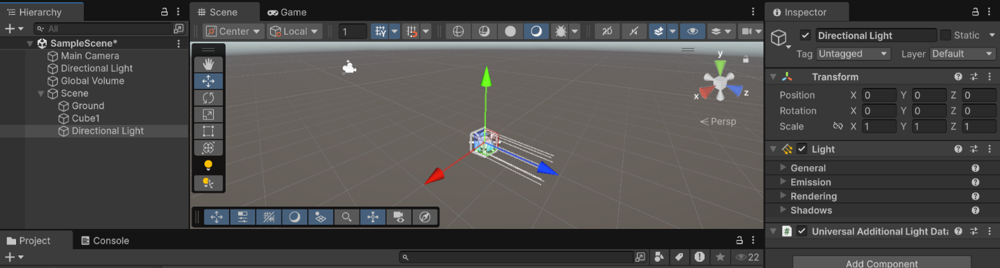 Hierarchy
All
SampleScene*
Main Camera
Directional Light
Global Volume
Scene
Ground
Cube1
Directional Light
Scene Game
Center Local 1 2D
y
x z
Persp
Inspector
Directional Light Static
Tag Untagged Layer Default
Transform
Position X 0 Y 0 Z 0
Rotation X 0 Y 0 Z 0
Scale X 1 Y 1 Z 1
Light
General
Emission
Rendering
Shadows
# Universal Additional Light Data
Add Component
Project Console
22